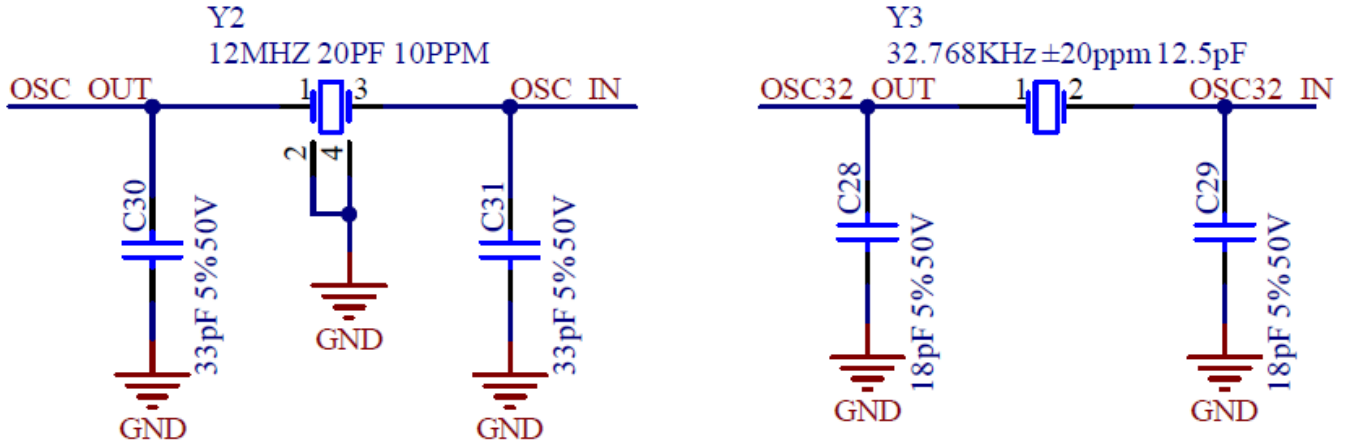 Y2
12MHZ 20PF 10PPM
OSC_OUT
1
3
OSC_IN
2
4
C30
33pF 5%50V
C31
33pF 5%50V
GND
GND
GND
Y3
32.768KHz ±20ppm 12.5pF
OSC32_OUT
1
2
OSC32_IN
C28
18pF 5%50V
C29
18pF 5%50V
GND
GND